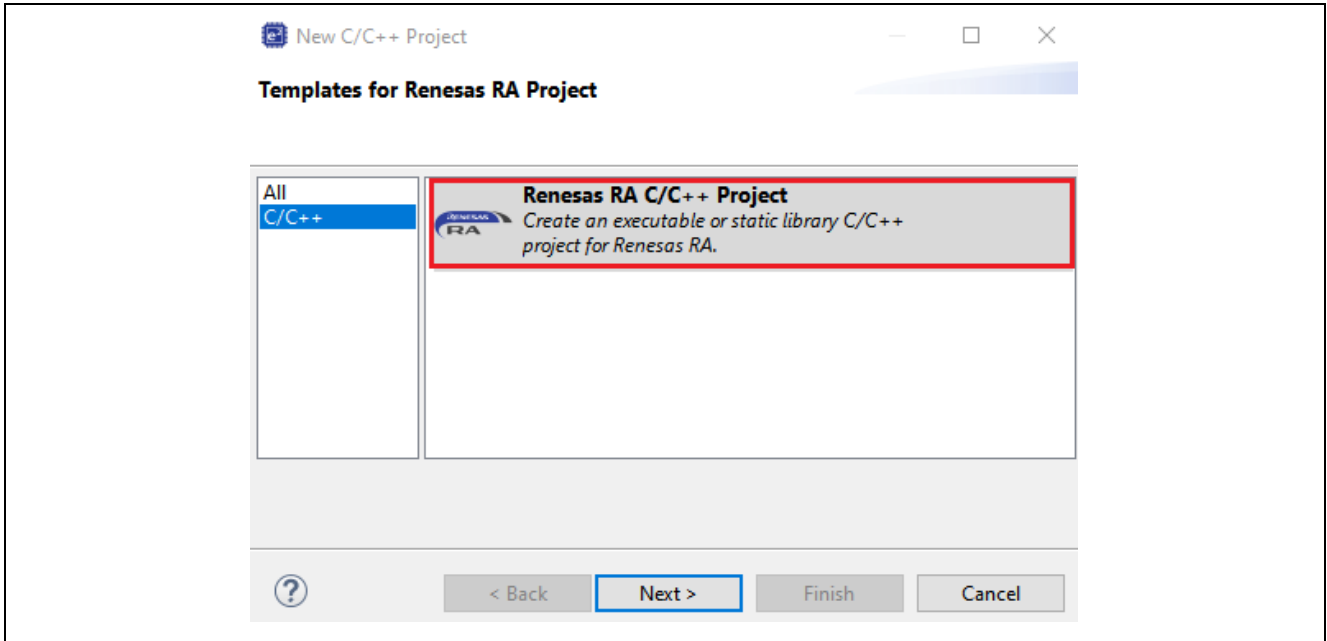 New C/C++ Project
Templates for Renesas RA Project
All
C/C++
Renesas RA C/C++ Project
RENESAS
RA
Create an executable or static library C/C++
project for Renesas RA.
?
< Back
Next >
Finish
Cancel